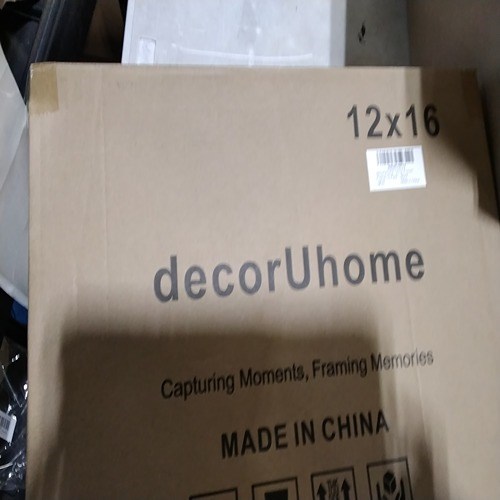 12x16
decorUhome
Capturing Moments, Framing Memories
MADE IN CHINA